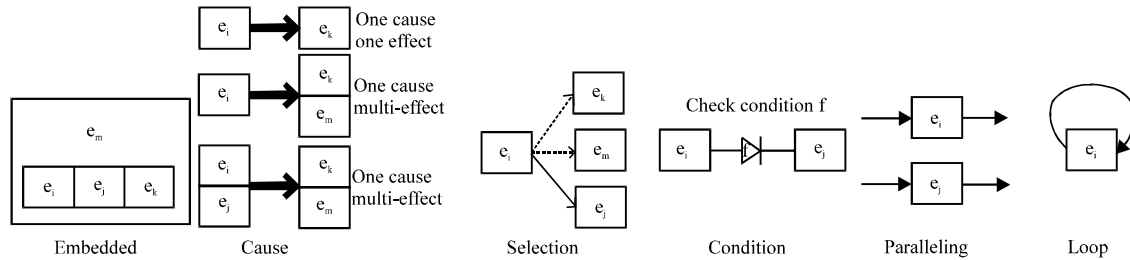 e_m
e_i e_j e_k
Embedded
e_i e_k One cause
one effect
e_i e_k One cause
e_m multi-effect
e_i e_k One cause
e_j e_m multi-effect
Cause
e_i e_k
e_m
e_j
Selection
Check condition f
e_i f e_j
Condition
e_i
e_j
Paralleling
e_i
Loop